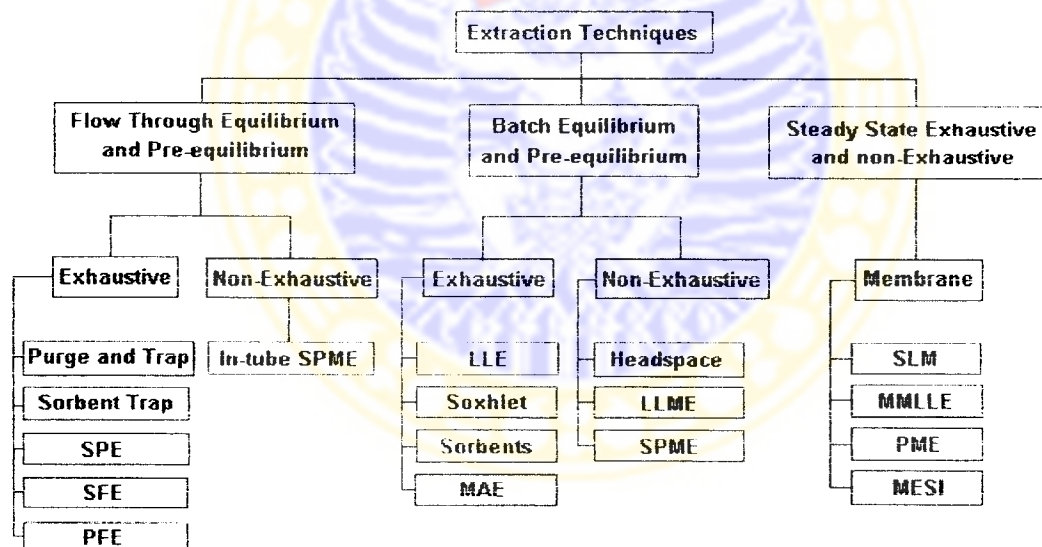 Extraction Techniques
Flow Through Equilibrium
and Pre-equilibrium
Batch Equilibrium
and Pre-equilibrium
Steady State Exhaustive
and non-Exhaustive
Exhaustive
Non-Exhaustive
Exhaustive
Non-Exhaustive
Membrane
Purge and Trap
In-tube SPME
LLE
Headspace
SLM
Sorbent Trap
Soxhlet
LLME
MMLLE
SPE
Sorbents
SPME
PME
SFE
MAE
MESI
PFE